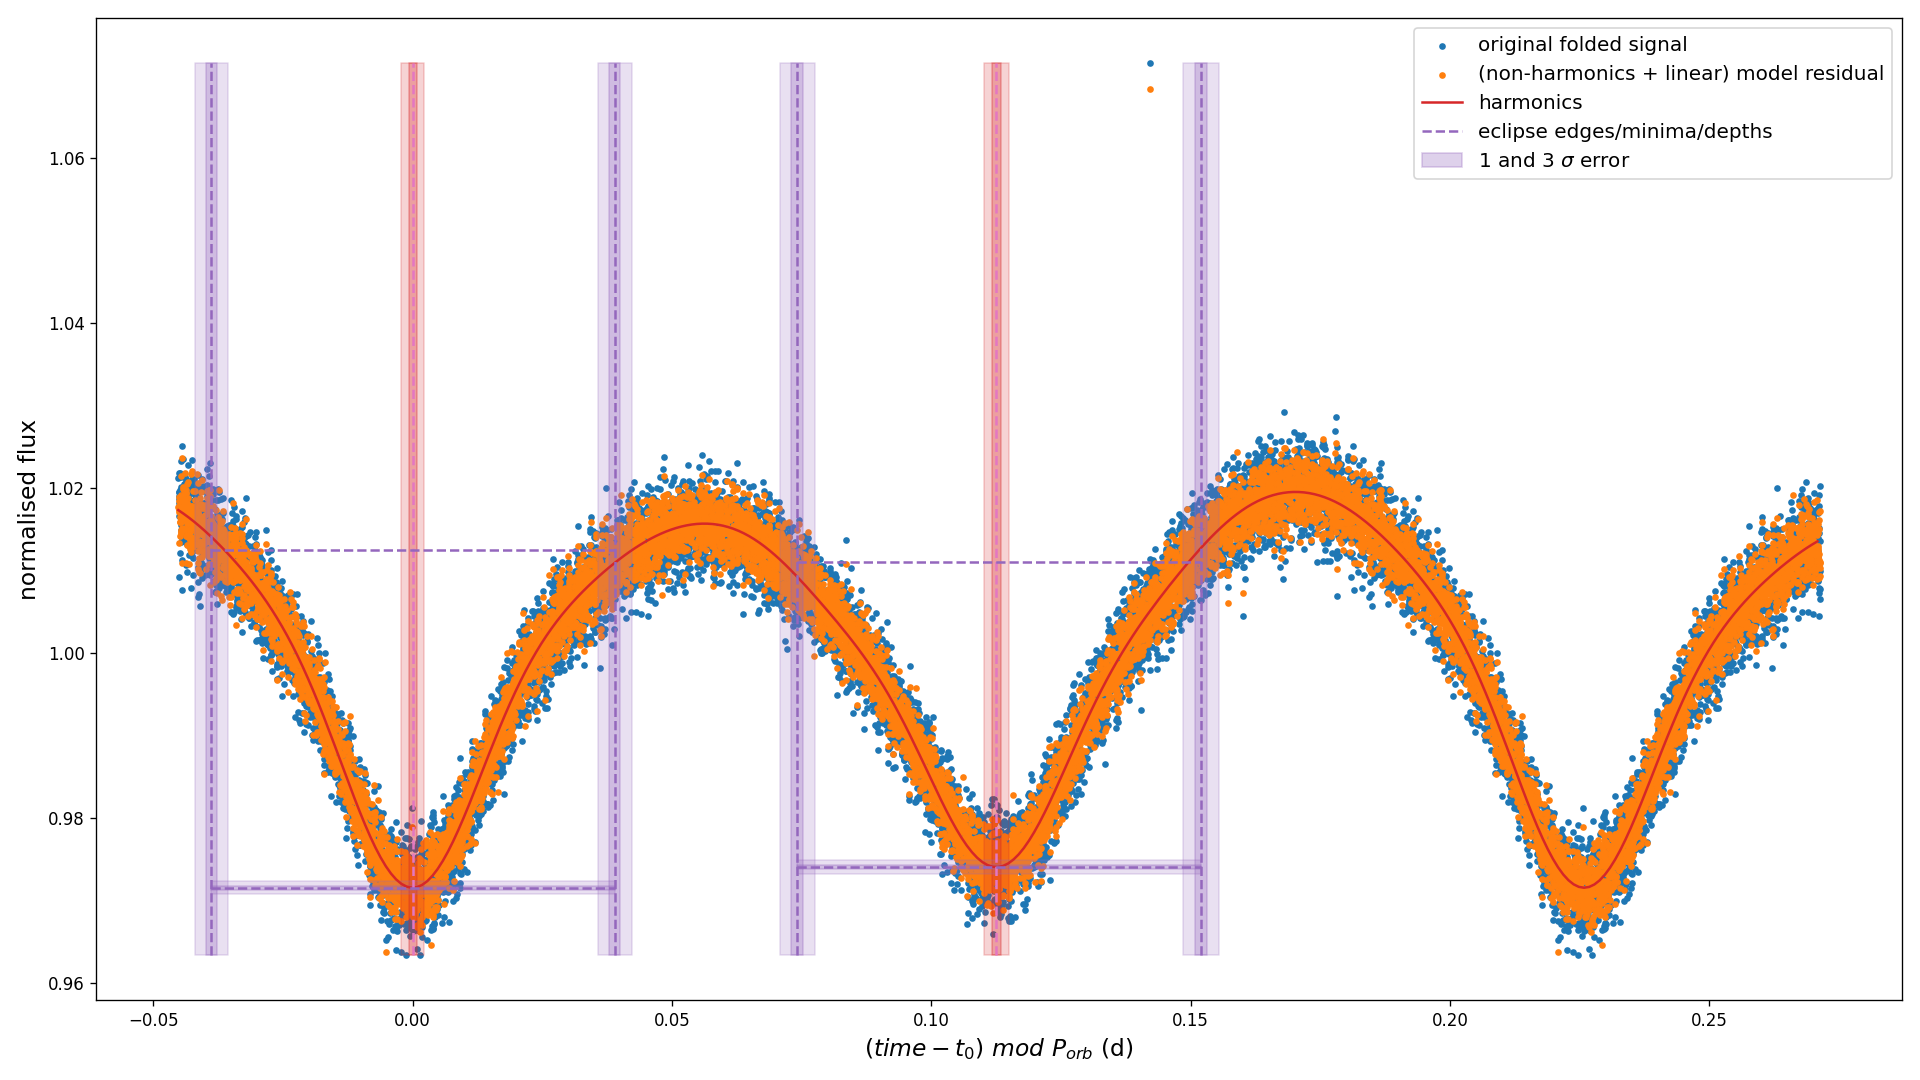 original folded signal
(non-harmonics + linear) model residual
harmonics
eclipse edges/minima/depths
1 and 3 σ error
normalised flux
1.06
1.04
1.02
1.00
0.98
0.96
−0.05
0.00
0.05
0.10
0.15
0.20
0.25
(time − t₀) mod Pₒᵣb (d)